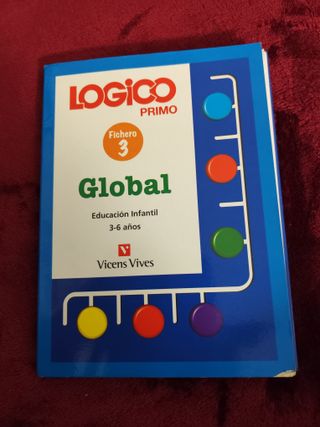 LOGICO
PRIMO
Fichero
3
Global
Educación Infantil
3-6 años
Vicens Vives